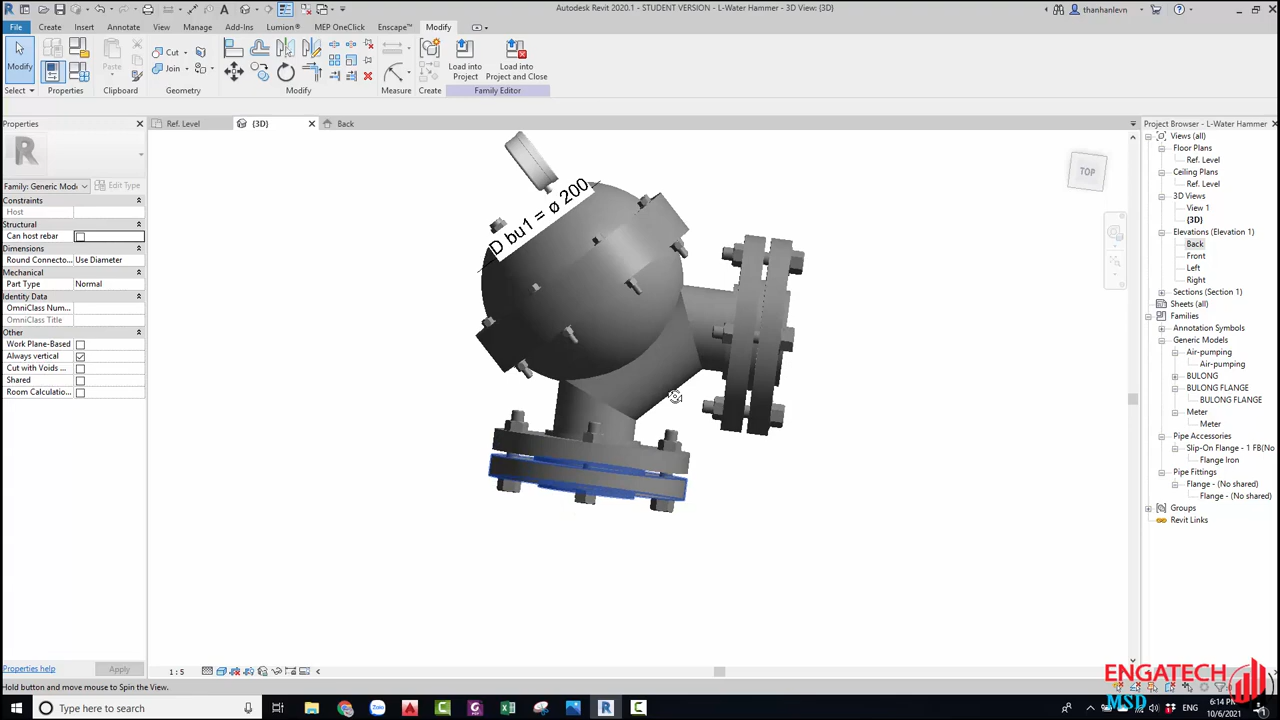 Autodesk Revit 2020.1 - STUDENT VERSION - L-Water Hammer - 3D View: {3D}
thanhanlevn
File
Create
Insert
Annotate
View
Manage
Add-Ins
Lumion®
MEP OneClick
Enscape™
Modify
Modify
Paste
Cut
Join
Load into
Project
Load into
Project and Close
Select
Properties
Clipboard
Geometry
Modify
Measure
Create
Family Editor
Properties
Ref. Level
{3D}
Back
Project Browser - L-Water Hammer
R
Family: Generic Mode
Edit Type
Constraints
Host
Structural
Can host rebar
Dimensions
Round Connecto...
Use Diameter
Mechanical
Part Type
Normal
Identity Data
OmniClass Num...
OmniClass Title
Other
Work Plane-Based
Always vertical
Cut with Voids ...
Shared
Room Calculatio...
D bu1 = ø 200
TOP
Views (all)
Floor Plans
Ref. Level
Ceiling Plans
Ref. Level
3D Views
View 1
{3D}
Elevations (Elevation 1)
Back
Front
Left
Right
Sections (Section 1)
Sheets (all)
Families
Annotation Symbols
Generic Models
Air-pumping
Air-pumping
BULONG
BULONG FLANGE
BULONG FLANGE
Meter
Meter
Pipe Accessories
Slip-On Flange - 1 FB(No
Flange Iron
Pipe Fittings
Flange - (No shared)
Flange - (No shared)
Groups
Revit Links
Properties help
Apply
1 : 5
Hold button and move mouse to Spin the View.
ENGATECH
MSD
Type here to search
ENG
6:14 PM
10/6/2021